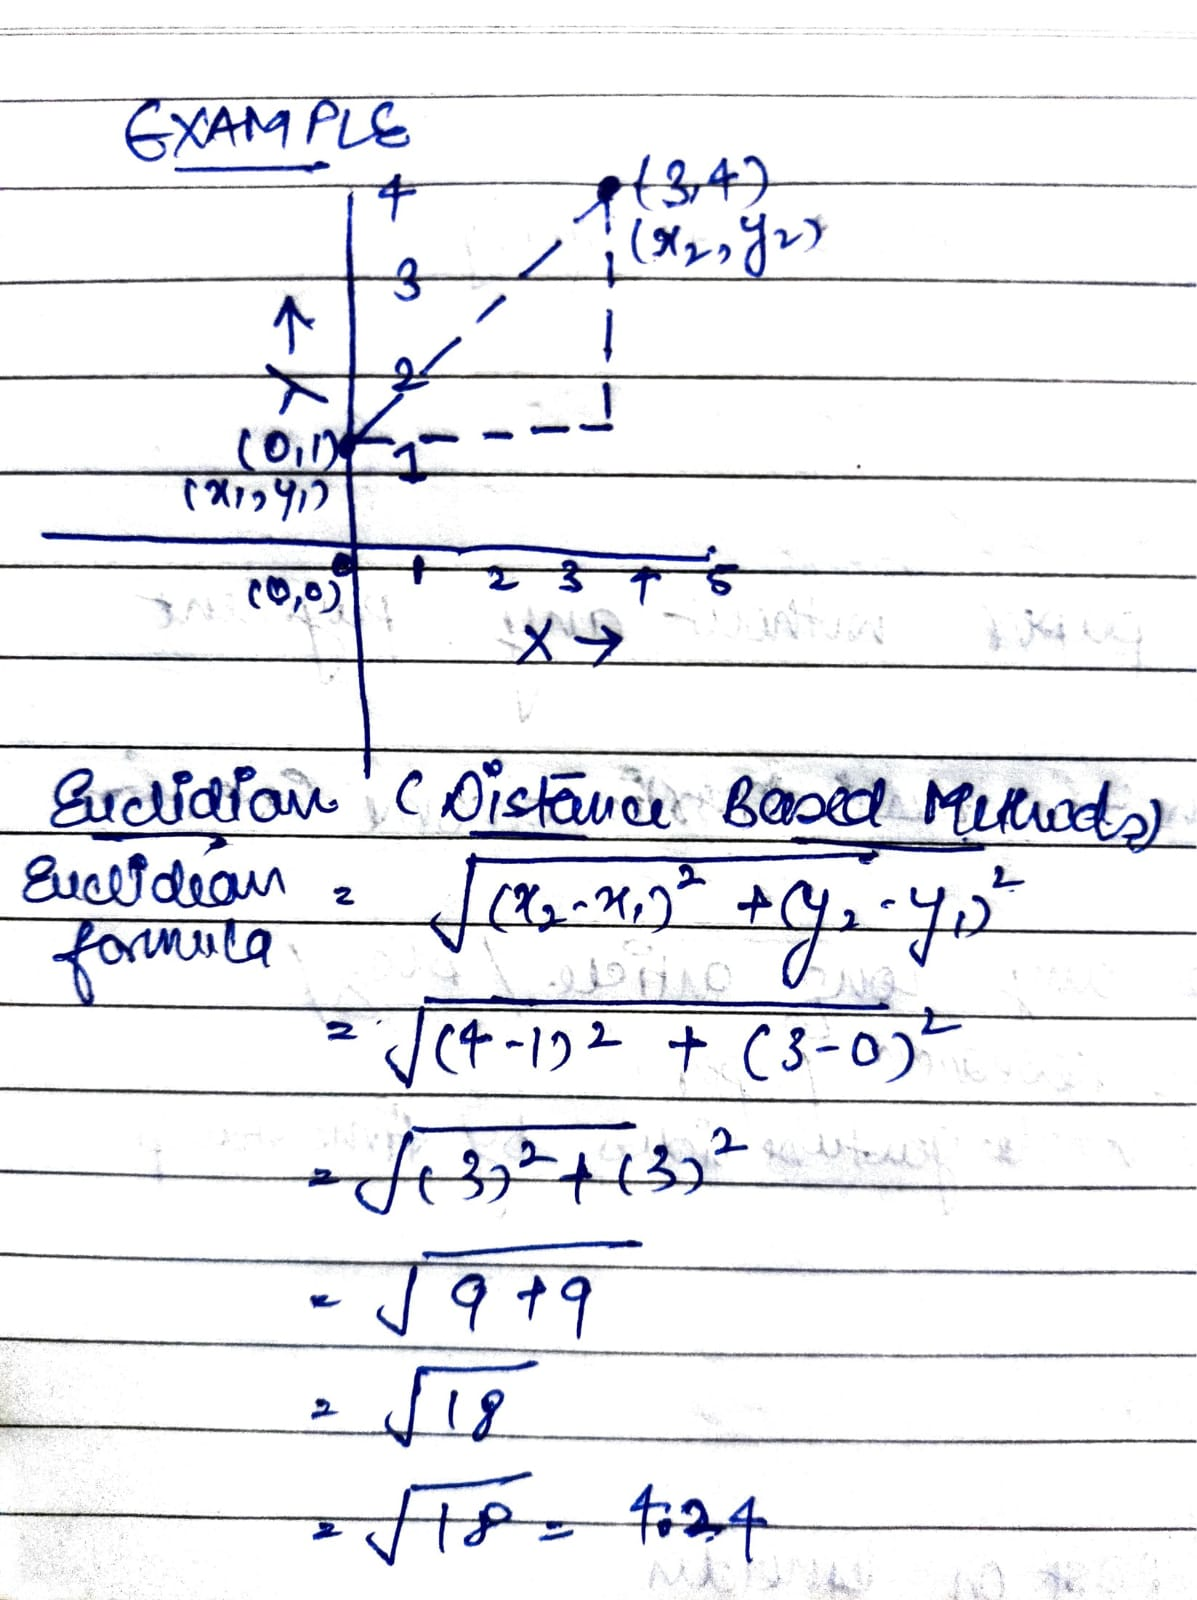 EXAMPLE
4 (3,4)
(x₂, y₂)
3
↑
2
Y
(0,1) 1
(x₁, y₁)
(0,0) 1 2 3 4 5
X →
Euclidian (Distance Based Methods)
Euclidean formula = √(x₂-x₁)² + (y₂-y₁)²
= √(4-1)² + (3-0)²
= √(3)² + (3)²
= √9+9
= √18
= √18 = 4.24